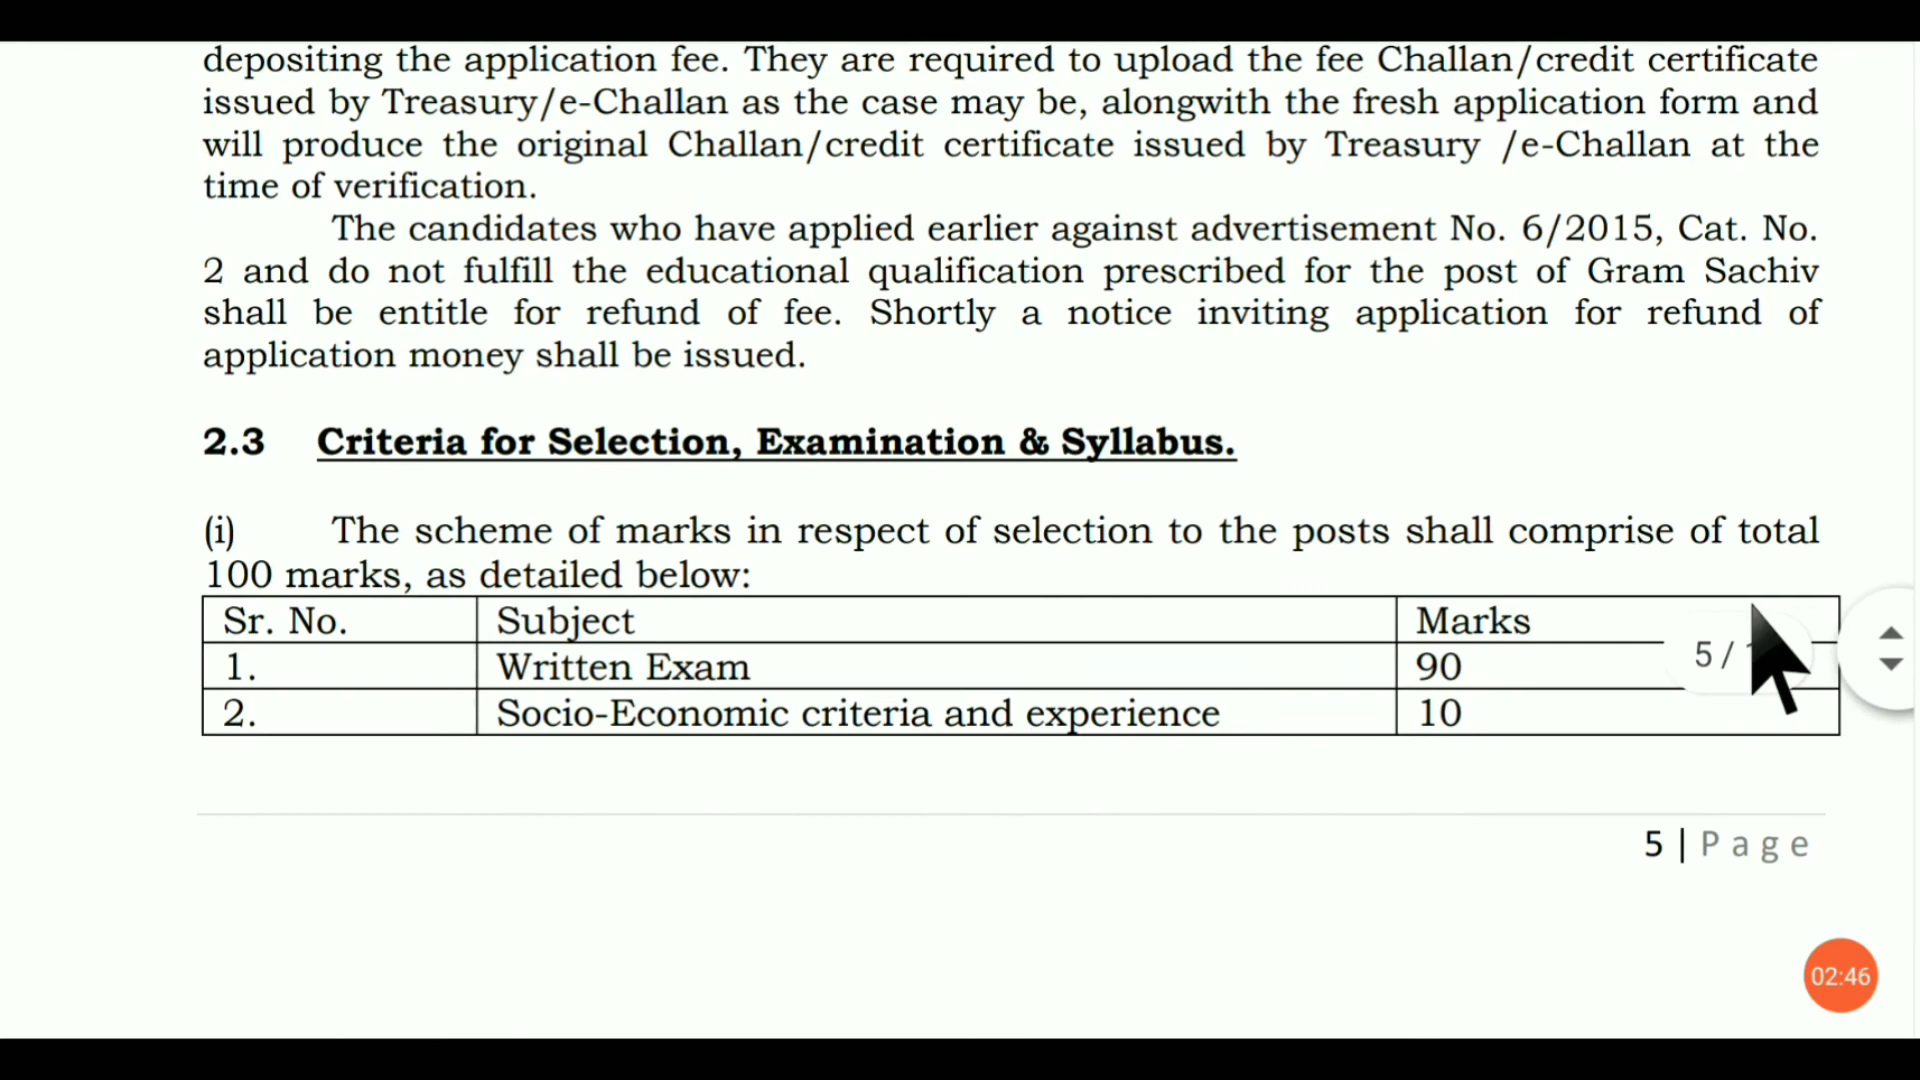 depositing the application fee. They are required to upload the fee Challan/credit certificate
issued by Treasury/e-Challan as the case may be, alongwith the fresh application form and
will produce the original Challan/credit certificate issued by Treasury /e-Challan at the
time of verification.
The candidates who have applied earlier against advertisement No. 6/2015, Cat. No.
2 and do not fulfill the educational qualification prescribed for the post of Gram Sachiv
shall be entitle for refund of fee. Shortly a notice inviting application for refund of
application money shall be issued.
2.3 Criteria for Selection, Examination & Syllabus.
(i) The scheme of marks in respect of selection to the posts shall comprise of total
100 marks, as detailed below:
Sr. No. Subject Marks
1. Written Exam 90
5 /
2. Socio-Economic criteria and experience 10
5 | Page
02:46